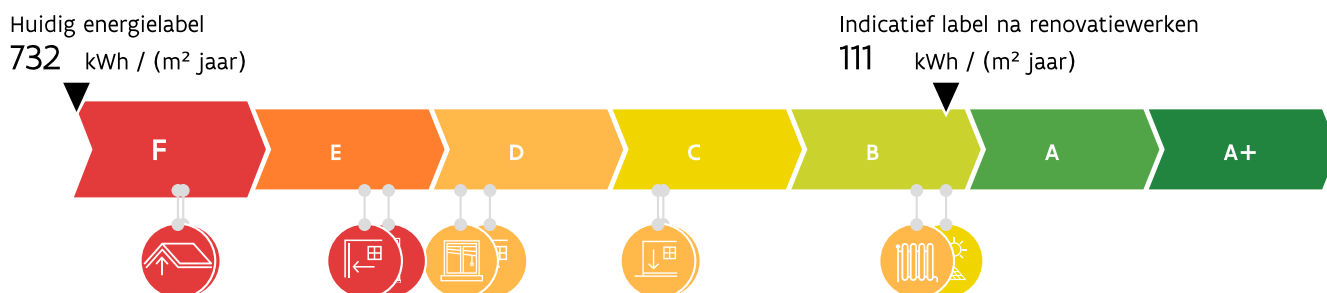 Huidig energielabel
732 kWh / (m² jaar)
Indicatief label na renovatiewerken
111 kWh / (m² jaar)
F E D C B A A+